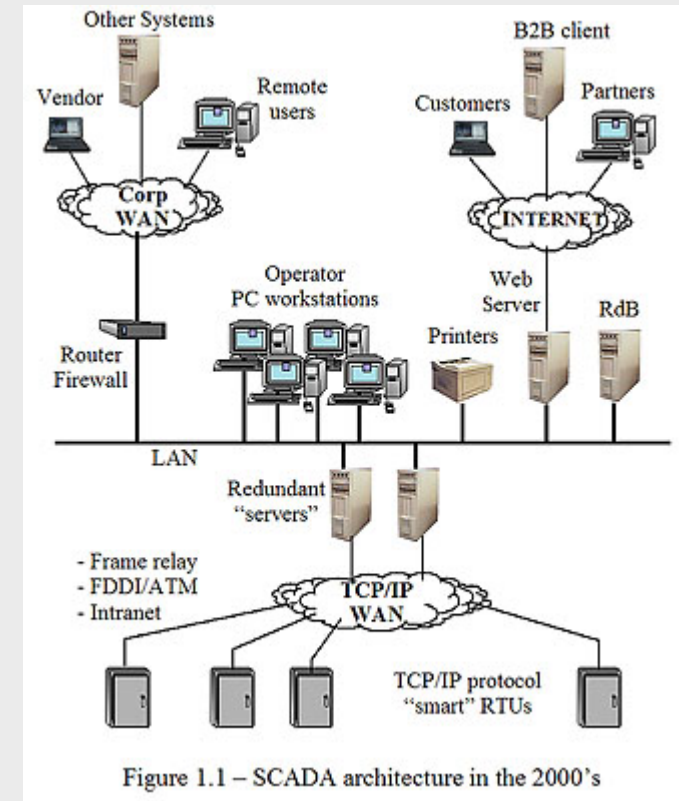 Other Systems
Vendor
Remote
users
Corp
WAN
B2B client
Customers
Partners
INTERNET
Operator
PC workstations
Router
Firewall
Printers
Web
Server
RdB
LAN
Redundant
“servers”
- Frame relay
- FDDI/ATM
- Intranet
TCP/IP
WAN
TCP/IP protocol
“smart” RTUs
Figure 1.1 – SCADA architecture in the 2000’s